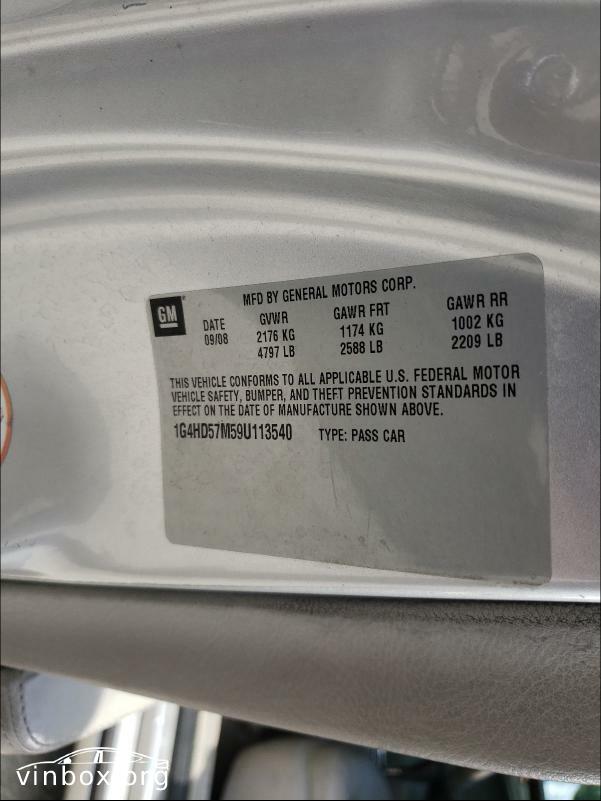 GM
MFD BY GENERAL MOTORS CORP.
DATE GVWR GAWR FRT GAWR RR
09/08 2176 KG 1174 KG 1002 KG
4797 LB 2588 LB 2209 LB
THIS VEHICLE CONFORMS TO ALL APPLICABLE U.S. FEDERAL MOTOR
VEHICLE SAFETY, BUMPER, AND THEFT PREVENTION STANDARDS IN
EFFECT ON THE DATE OF MANUFACTURE SHOWN ABOVE.
1G4HD57M59U113540 TYPE: PASS CAR
vinbox.org